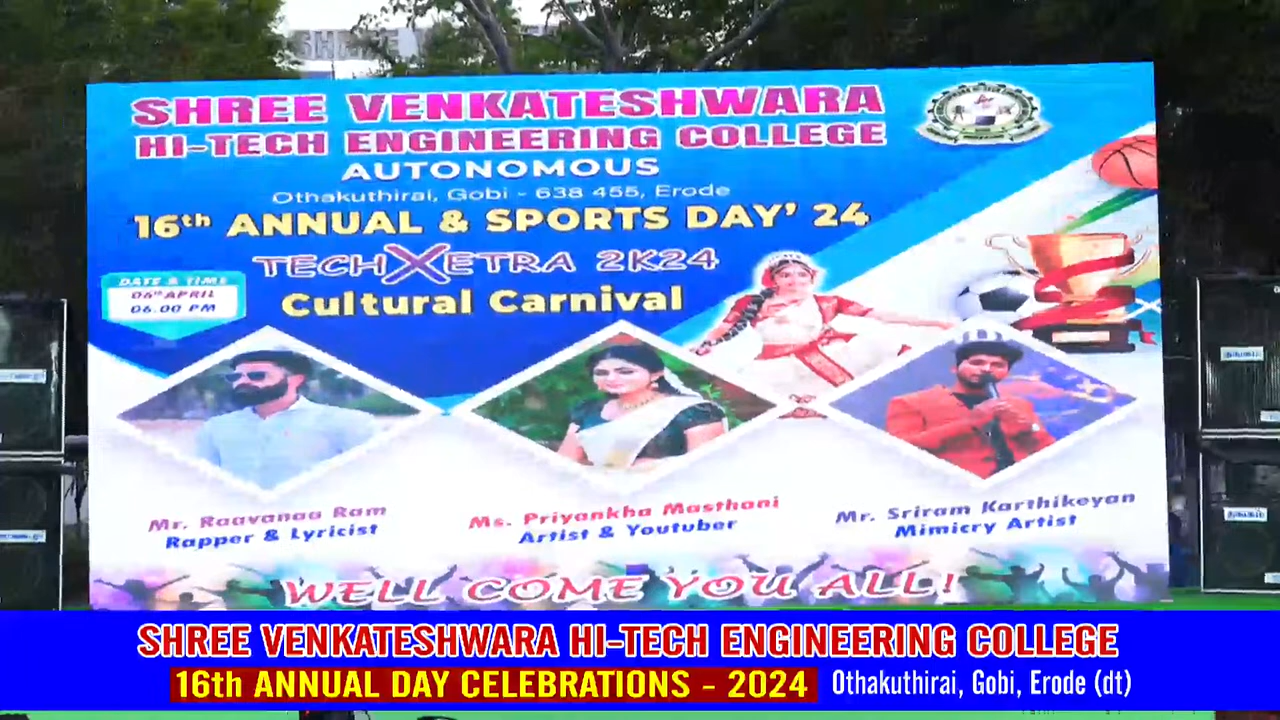 SHREE
SHREE VENKATESHWARA
HI-TECH ENGINEERING COLLEGE
AUTONOMOUS
Othakuthirai, Gobi - 638 455, Erode
16th ANNUAL & SPORTS DAY' 24
TECHXETRA 2K24
Cultural Carnival
DATE & TIME
06th APRIL
06.00 PM
Mr. Raavanaa Ram
Rapper & Lyricist
Ms. Priyankha Masthani
Artist & Youtuber
Mr. Sriram Karthikeyan
Mimicry Artist
WELL COME YOU ALL!
SHREE VENKATESHWARA HI-TECH ENGINEERING COLLEGE
16th ANNUAL DAY CELEBRATIONS - 2024 Othakuthirai, Gobi, Erode (dt)